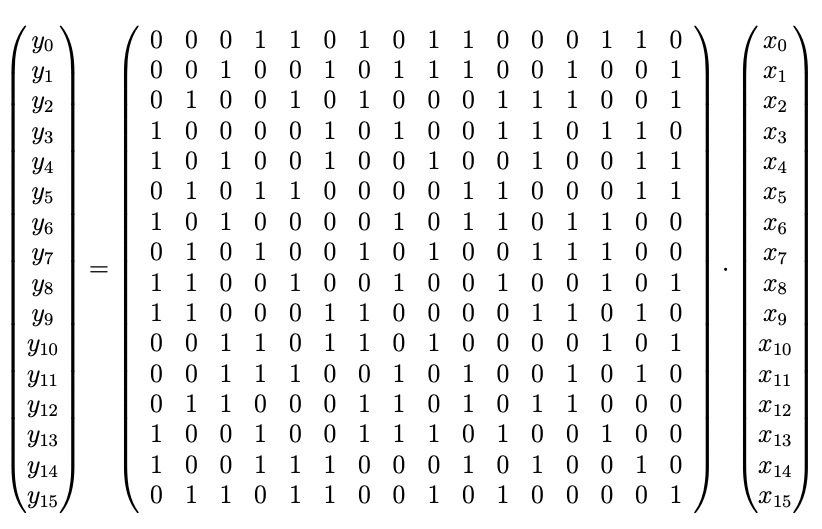 y0 0 0 0 1 1 0 1 0 1 1 0 0 0 1 1 0 x0
y1 0 0 1 0 0 1 0 1 1 1 0 0 1 0 0 1 x1
y2 0 1 0 0 1 0 1 0 0 0 1 1 1 0 0 1 x2
y3 1 0 0 0 0 1 0 1 0 0 1 1 0 1 1 0 x3
y4 1 0 1 0 0 1 0 0 1 0 0 1 0 0 1 1 x4
y5 0 1 0 1 1 0 0 0 0 1 1 0 0 0 1 1 x5
y6 1 0 1 0 0 0 0 1 0 1 1 0 1 1 0 0 x6
y7 0 1 0 1 0 0 1 0 1 0 0 1 1 1 0 0 x7
= ·
y8 1 1 0 0 1 0 0 1 0 0 1 0 0 1 0 1 x8
y9 1 1 0 0 0 1 1 0 0 0 0 1 1 0 1 0 x9
y10 0 0 1 1 0 1 1 0 1 0 0 0 0 1 0 1 x10
y11 0 0 1 1 1 0 0 1 0 1 0 0 1 0 1 0 x11
y12 0 1 1 0 0 0 1 1 0 1 0 1 1 0 0 0 x12
y13 1 0 0 1 0 0 1 1 1 0 1 0 0 1 0 0 x13
y14 1 0 0 1 1 1 0 0 0 1 0 1 0 0 1 0 x14
y15 0 1 1 0 1 1 0 0 1 0 1 0 0 0 0 1 x15